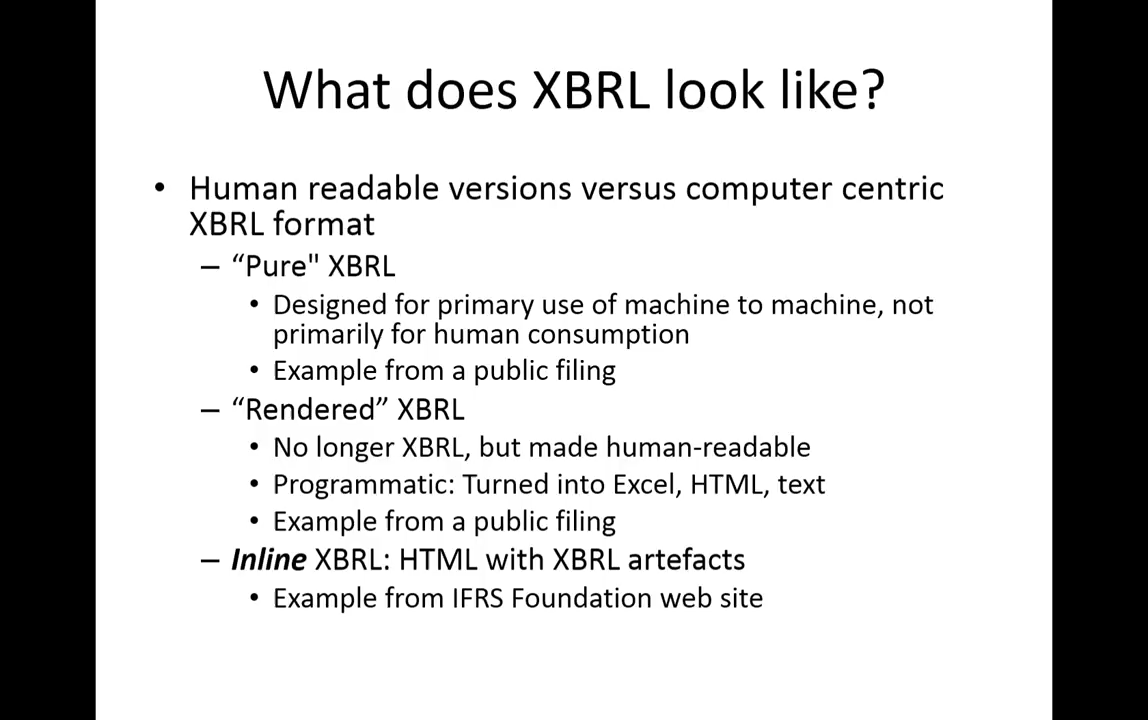 What does XBRL look like?
• Human readable versions versus computer centric
XBRL format
– “Pure" XBRL
• Designed for primary use of machine to machine, not
primarily for human consumption
• Example from a public filing
– “Rendered” XBRL
• No longer XBRL, but made human-readable
• Programmatic: Turned into Excel, HTML, text
• Example from a public filing
– Inline XBRL: HTML with XBRL artefacts
• Example from IFRS Foundation web site